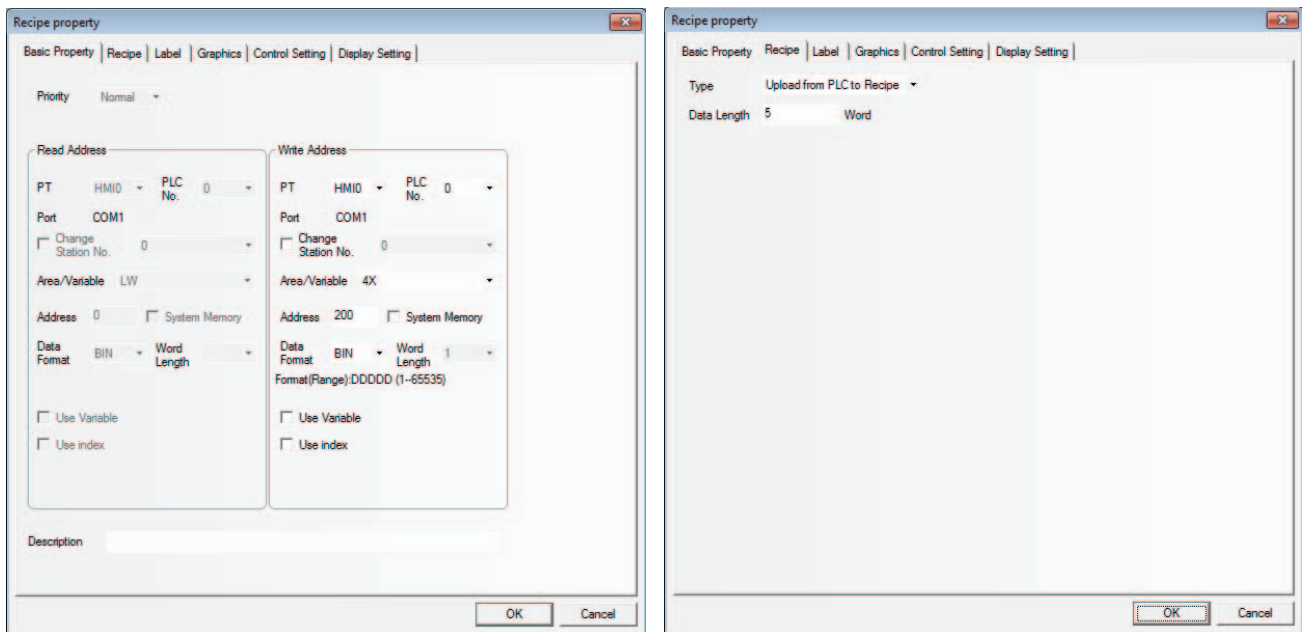 Recipe property
Basic Property Recipe Label Graphics Control Setting Display Setting
Priority Normal
Read Address
PT HMI0 PLC No. 0
Port COM1
Change Station No. 0
Area/Variable LW
Address 0 System Memory
Data Format BIN Word Length
Use Variable
Use index
Write Address
PT HMI0 PLC No. 0
Port COM1
Change Station No. 0
Area/Variable 4X
Address 200 System Memory
Data Format BIN Word Length 1
Format(Range):DDDDD (1--65535)
Use Variable
Use index
Description
OK Cancel
Recipe property
Basic Property Recipe Label Graphics Control Setting Display Setting
Type Upload from PLC to Recipe
Data Length 5 Word
OK Cancel